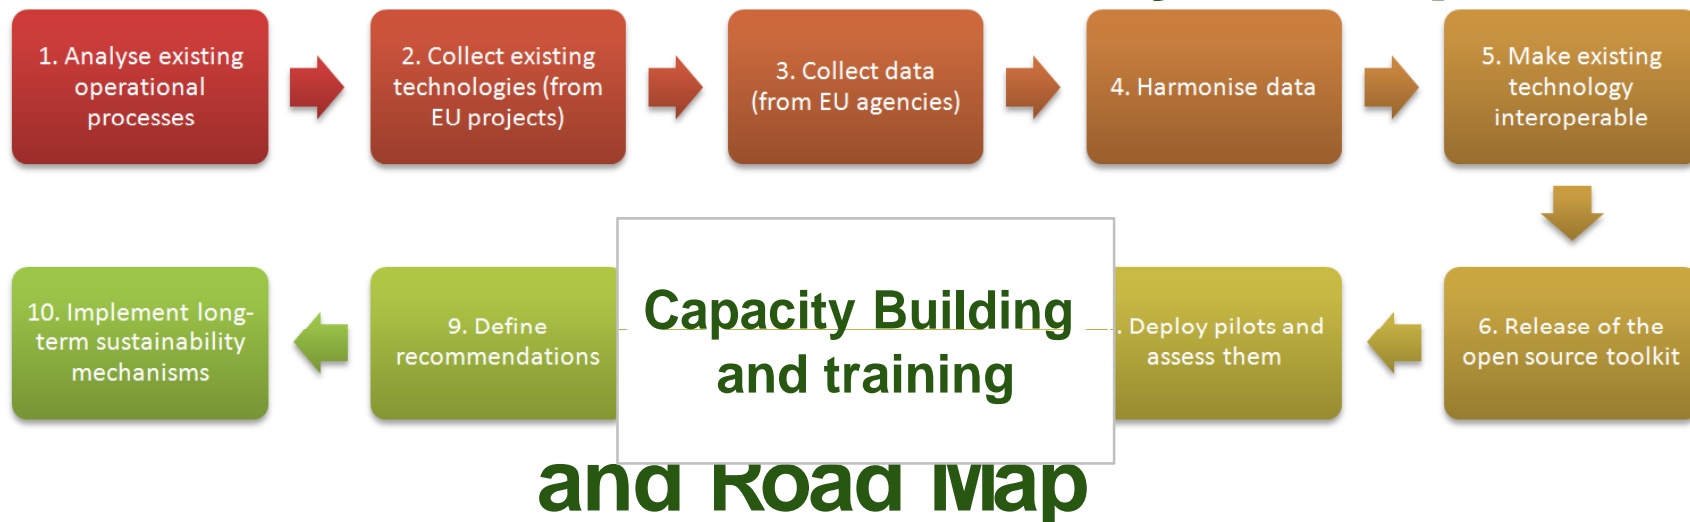 1. Analyse existing
operational
processes
2. Collect existing
technologies (from
EU projects)
3. Collect data
(from EU agencies)
4. Harmonise data
5. Make existing
technology
interoperable
10. Implement long-
term sustainability
mechanisms
9. Define
recommendations
Capacity Building
and training
. Deploy pilots and
assess them
6. Release of the
open source toolkit
and Road Map